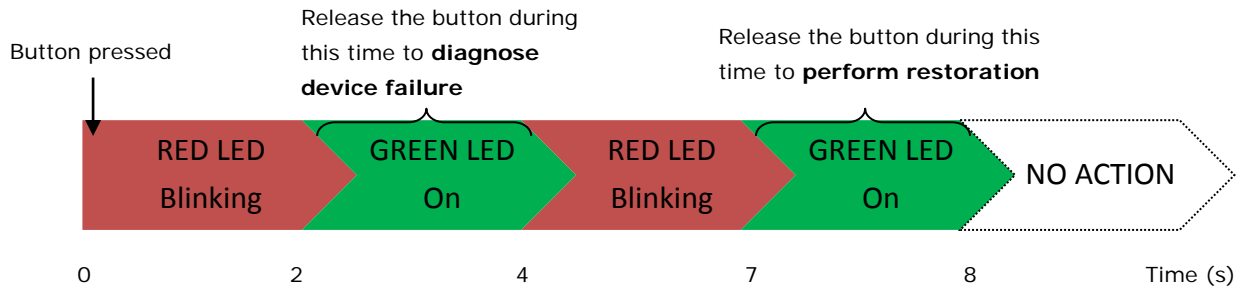 Button pressed
Release the button during
this time to diagnose
device failure
Release the button during this
time to perform restoration
RED LED
Blinking
GREEN LED
On
RED LED
Blinking
GREEN LED
On
NO ACTION
0 2 4 7 8 Time (s)